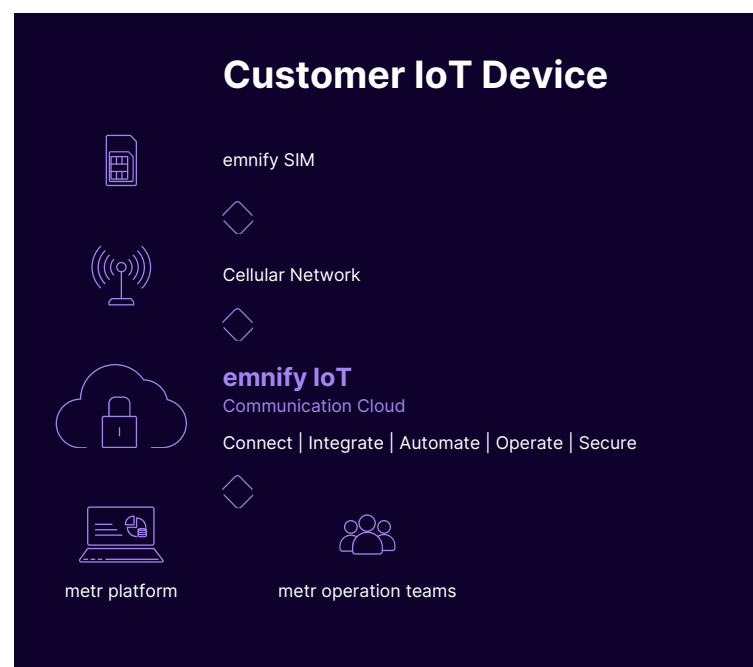 Customer IoT Device
emnify SIM
Cellular Network
emnify IoT
Communication Cloud
Connect | Integrate | Automate | Operate | Secure
metr platform
metr operation teams